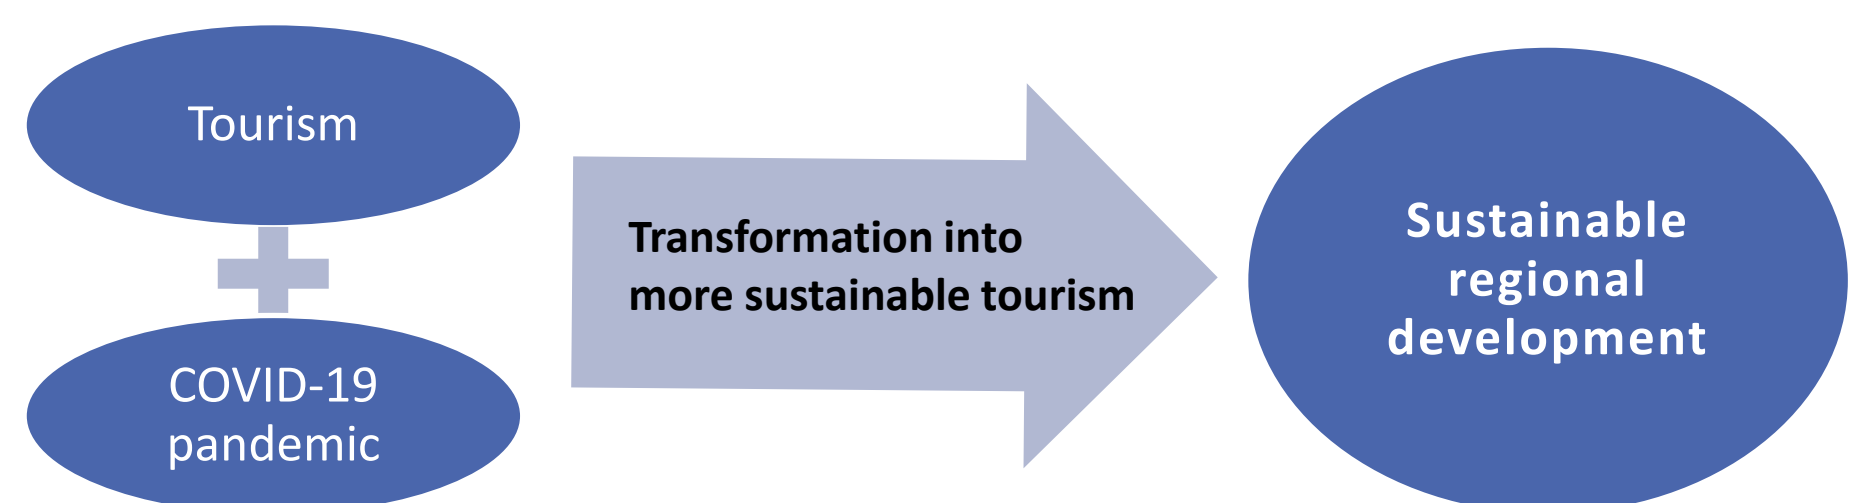 Tourism
COVID-19
pandemic
Transformation into
more sustainable tourism
Sustainable
regional
development